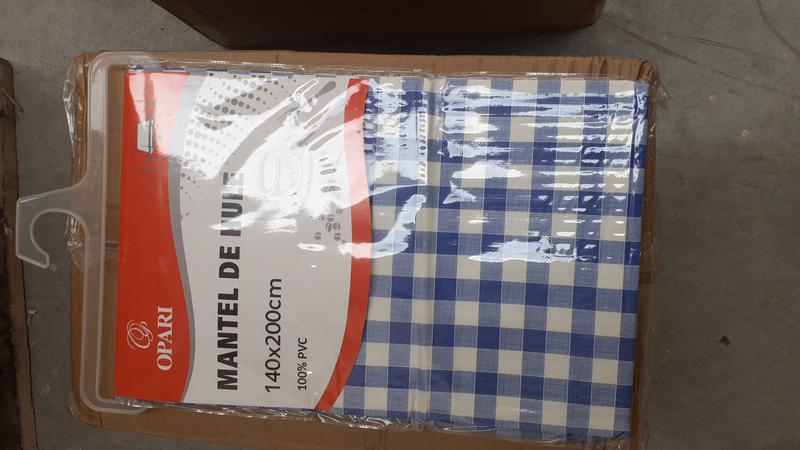 OPARI
MANTEL DE HULE
140x200cm
100% PVC